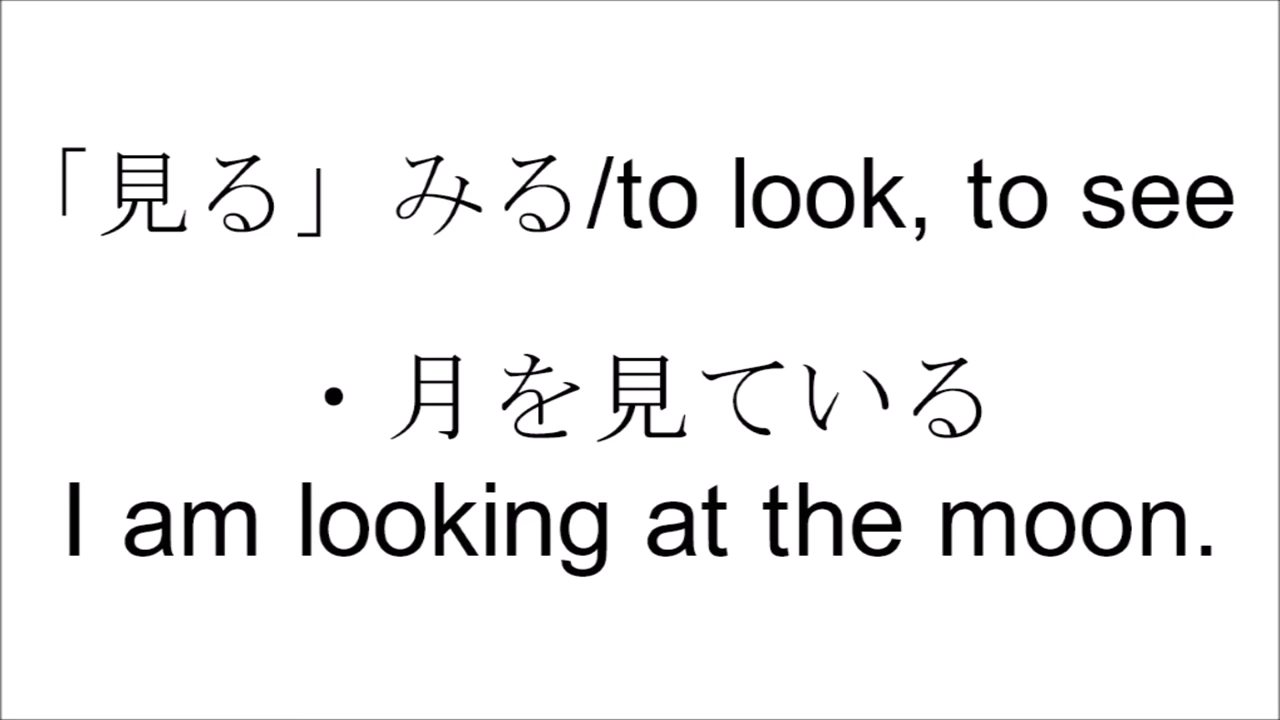 「見る」 みる/to look, to see
・月を見ている
I am looking at the moon.